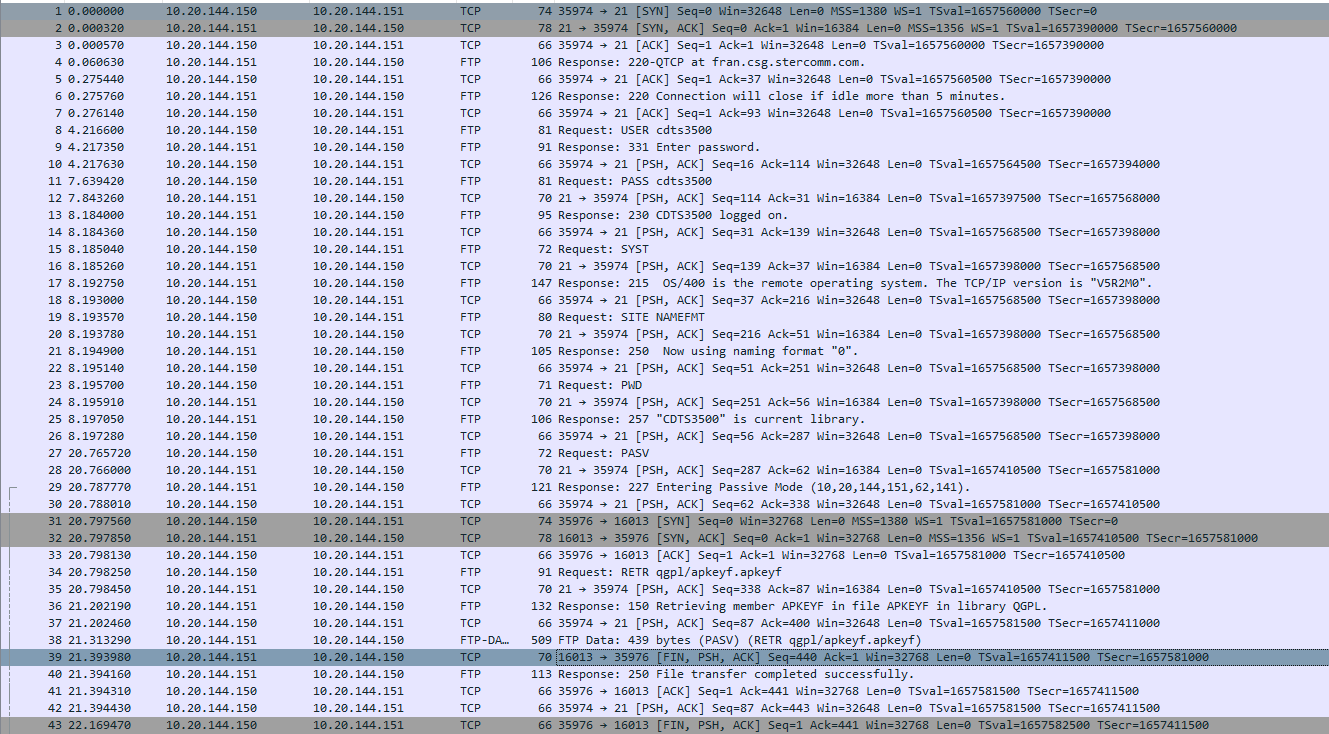 1 0.000000 10.20.144.150 10.20.144.151 TCP 74 35974 → 21 [SYN] Seq=0 Win=32648 Len=0 MSS=1380 WS=1 TSval=1657560000 TSecr=0
2 0.000320 10.20.144.151 10.20.144.150 TCP 78 21 → 35974 [SYN, ACK] Seq=0 Ack=1 Win=16384 Len=0 MSS=1356 WS=1 TSval=1657390000 TSecr=1657560000
3 0.000570 10.20.144.150 10.20.144.151 TCP 66 35974 → 21 [ACK] Seq=1 Ack=1 Win=32648 Len=0 TSval=1657560000 TSecr=1657390000
4 0.060630 10.20.144.151 10.20.144.150 FTP 106 Response: 220-QTCP at fran.csg.stercomm.com.
5 0.275440 10.20.144.150 10.20.144.151 TCP 66 35974 → 21 [ACK] Seq=1 Ack=37 Win=32648 Len=0 TSval=1657560500 TSecr=1657390000
6 0.275760 10.20.144.151 10.20.144.150 FTP 126 Response: 220 Connection will close if idle more than 5 minutes.
7 0.276140 10.20.144.150 10.20.144.151 TCP 66 35974 → 21 [ACK] Seq=1 Ack=93 Win=32648 Len=0 TSval=1657560500 TSecr=1657390000
8 4.216600 10.20.144.150 10.20.144.151 FTP 81 Request: USER cdts3500
9 4.217350 10.20.144.151 10.20.144.150 FTP 91 Response: 331 Enter password.
10 4.217630 10.20.144.150 10.20.144.151 TCP 66 35974 → 21 [PSH, ACK] Seq=16 Ack=114 Win=32648 Len=0 TSval=1657564500 TSecr=1657394000
11 7.639420 10.20.144.150 10.20.144.151 FTP 81 Request: PASS cdts3500
12 7.843260 10.20.144.151 10.20.144.150 TCP 70 21 → 35974 [PSH, ACK] Seq=114 Ack=31 Win=16384 Len=0 TSval=1657397500 TSecr=1657568000
13 8.184000 10.20.144.151 10.20.144.150 FTP 95 Response: 230 CDTS3500 logged on.
14 8.184360 10.20.144.150 10.20.144.151 TCP 66 35974 → 21 [PSH, ACK] Seq=31 Ack=139 Win=32648 Len=0 TSval=1657568500 TSecr=1657398000
15 8.185040 10.20.144.150 10.20.144.151 FTP 72 Request: SYST
16 8.185260 10.20.144.151 10.20.144.150 TCP 70 21 → 35974 [PSH, ACK] Seq=139 Ack=37 Win=16384 Len=0 TSval=1657398000 TSecr=1657568500
17 8.192750 10.20.144.151 10.20.144.150 FTP 147 Response: 215  OS/400 is the remote operating system. The TCP/IP version is "V5R2M0".
18 8.193000 10.20.144.150 10.20.144.151 TCP 66 35974 → 21 [PSH, ACK] Seq=37 Ack=216 Win=32648 Len=0 TSval=1657568500 TSecr=1657398000
19 8.193570 10.20.144.150 10.20.144.151 FTP 80 Request: SITE NAMEFMT
20 8.193780 10.20.144.151 10.20.144.150 TCP 70 21 → 35974 [PSH, ACK] Seq=216 Ack=51 Win=16384 Len=0 TSval=1657398000 TSecr=1657568500
21 8.194900 10.20.144.151 10.20.144.150 FTP 105 Response: 250  Now using naming format "0".
22 8.195140 10.20.144.150 10.20.144.151 TCP 66 35974 → 21 [PSH, ACK] Seq=51 Ack=251 Win=32648 Len=0 TSval=1657568500 TSecr=1657398000
23 8.195700 10.20.144.150 10.20.144.151 FTP 71 Request: PWD
24 8.195910 10.20.144.151 10.20.144.150 TCP 70 21 → 35974 [PSH, ACK] Seq=251 Ack=56 Win=16384 Len=0 TSval=1657398000 TSecr=1657568500
25 8.197050 10.20.144.151 10.20.144.150 FTP 106 Response: 257 "CDTS3500" is current library.
26 8.197280 10.20.144.150 10.20.144.151 TCP 66 35974 → 21 [PSH, ACK] Seq=56 Ack=287 Win=32648 Len=0 TSval=1657568500 TSecr=1657398000
27 20.765720 10.20.144.150 10.20.144.151 FTP 72 Request: PASV
28 20.766000 10.20.144.151 10.20.144.150 TCP 70 21 → 35974 [PSH, ACK] Seq=287 Ack=62 Win=16384 Len=0 TSval=1657410500 TSecr=1657581000
29 20.787770 10.20.144.151 10.20.144.150 FTP 121 Response: 227 Entering Passive Mode (10,20,144,151,62,141).
30 20.788010 10.20.144.150 10.20.144.151 TCP 66 35974 → 21 [PSH, ACK] Seq=62 Ack=338 Win=32648 Len=0 TSval=1657581000 TSecr=1657410500
31 20.797560 10.20.144.150 10.20.144.151 TCP 74 35976 → 16013 [SYN] Seq=0 Win=32768 Len=0 MSS=1380 WS=1 TSval=1657581000 TSecr=0
32 20.797850 10.20.144.151 10.20.144.150 TCP 78 16013 → 35976 [SYN, ACK] Seq=0 Ack=1 Win=32768 Len=0 MSS=1356 WS=1 TSval=1657410500 TSecr=1657581000
33 20.798130 10.20.144.150 10.20.144.151 TCP 66 35976 → 16013 [ACK] Seq=1 Ack=1 Win=32768 Len=0 TSval=1657581000 TSecr=1657410500
34 20.798250 10.20.144.150 10.20.144.151 FTP 91 Request: RETR qgpl/apkeyf.apkeyf
35 20.798450 10.20.144.151 10.20.144.150 TCP 70 21 → 35974 [PSH, ACK] Seq=338 Ack=87 Win=16384 Len=0 TSval=1657410500 TSecr=1657581000
36 21.202190 10.20.144.151 10.20.144.150 FTP 132 Response: 150 Retrieving member APKEYF in file APKEYF in library QGPL.
37 21.202460 10.20.144.150 10.20.144.151 TCP 66 35974 → 21 [PSH, ACK] Seq=87 Ack=400 Win=32648 Len=0 TSval=1657581500 TSecr=1657411000
38 21.313290 10.20.144.151 10.20.144.150 FTP-DA… 509 FTP Data: 439 bytes (PASV) (RETR qgpl/apkeyf.apkeyf)
39 21.393980 10.20.144.151 10.20.144.150 TCP 70 16013 → 35976 [FIN, PSH, ACK] Seq=440 Ack=1 Win=32768 Len=0 TSval=1657411500 TSecr=1657581000
40 21.394160 10.20.144.151 10.20.144.150 FTP 113 Response: 250 File transfer completed successfully.
41 21.394310 10.20.144.150 10.20.144.151 TCP 66 35976 → 16013 [ACK] Seq=1 Ack=441 Win=32768 Len=0 TSval=1657581500 TSecr=1657411500
42 21.394430 10.20.144.150 10.20.144.151 TCP 66 35974 → 21 [PSH, ACK] Seq=87 Ack=443 Win=32648 Len=0 TSval=1657581500 TSecr=1657411500
43 22.169470 10.20.144.150 10.20.144.151 TCP 66 35976 → 16013 [FIN, PSH, ACK] Seq=1 Ack=441 Win=32768 Len=0 TSval=1657582500 TSecr=1657411500